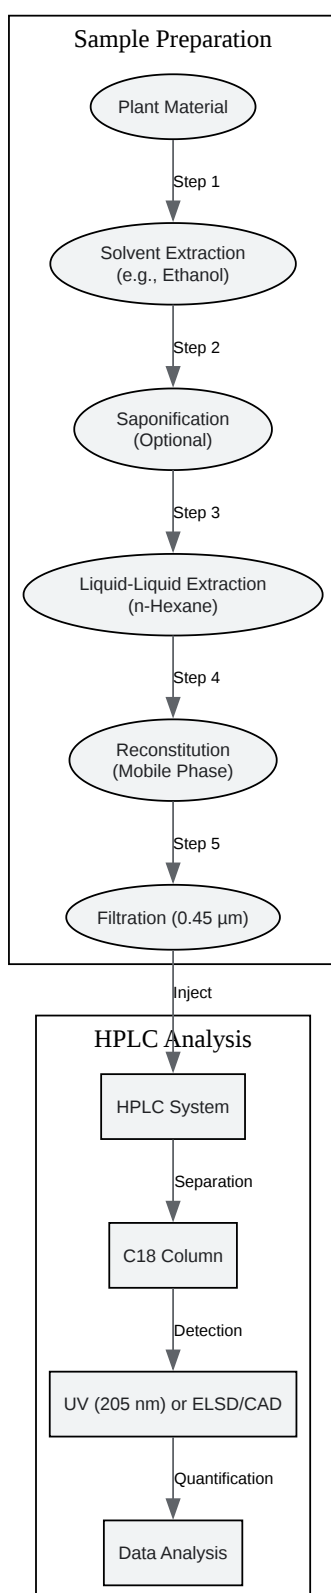 Sample Preparation
Plant Material
Step 1
Solvent Extraction
(e.g., Ethanol)
Step 2
Saponification
(Optional)
Step 3
Liquid-Liquid Extraction
(n-Hexane)
Step 4
Reconstitution
(Mobile Phase)
Step 5
Filtration (0.45 µm)
Inject
HPLC Analysis
HPLC System
Separation
C18 Column
Detection
UV (205 nm) or ELSD/CAD
Quantification
Data Analysis